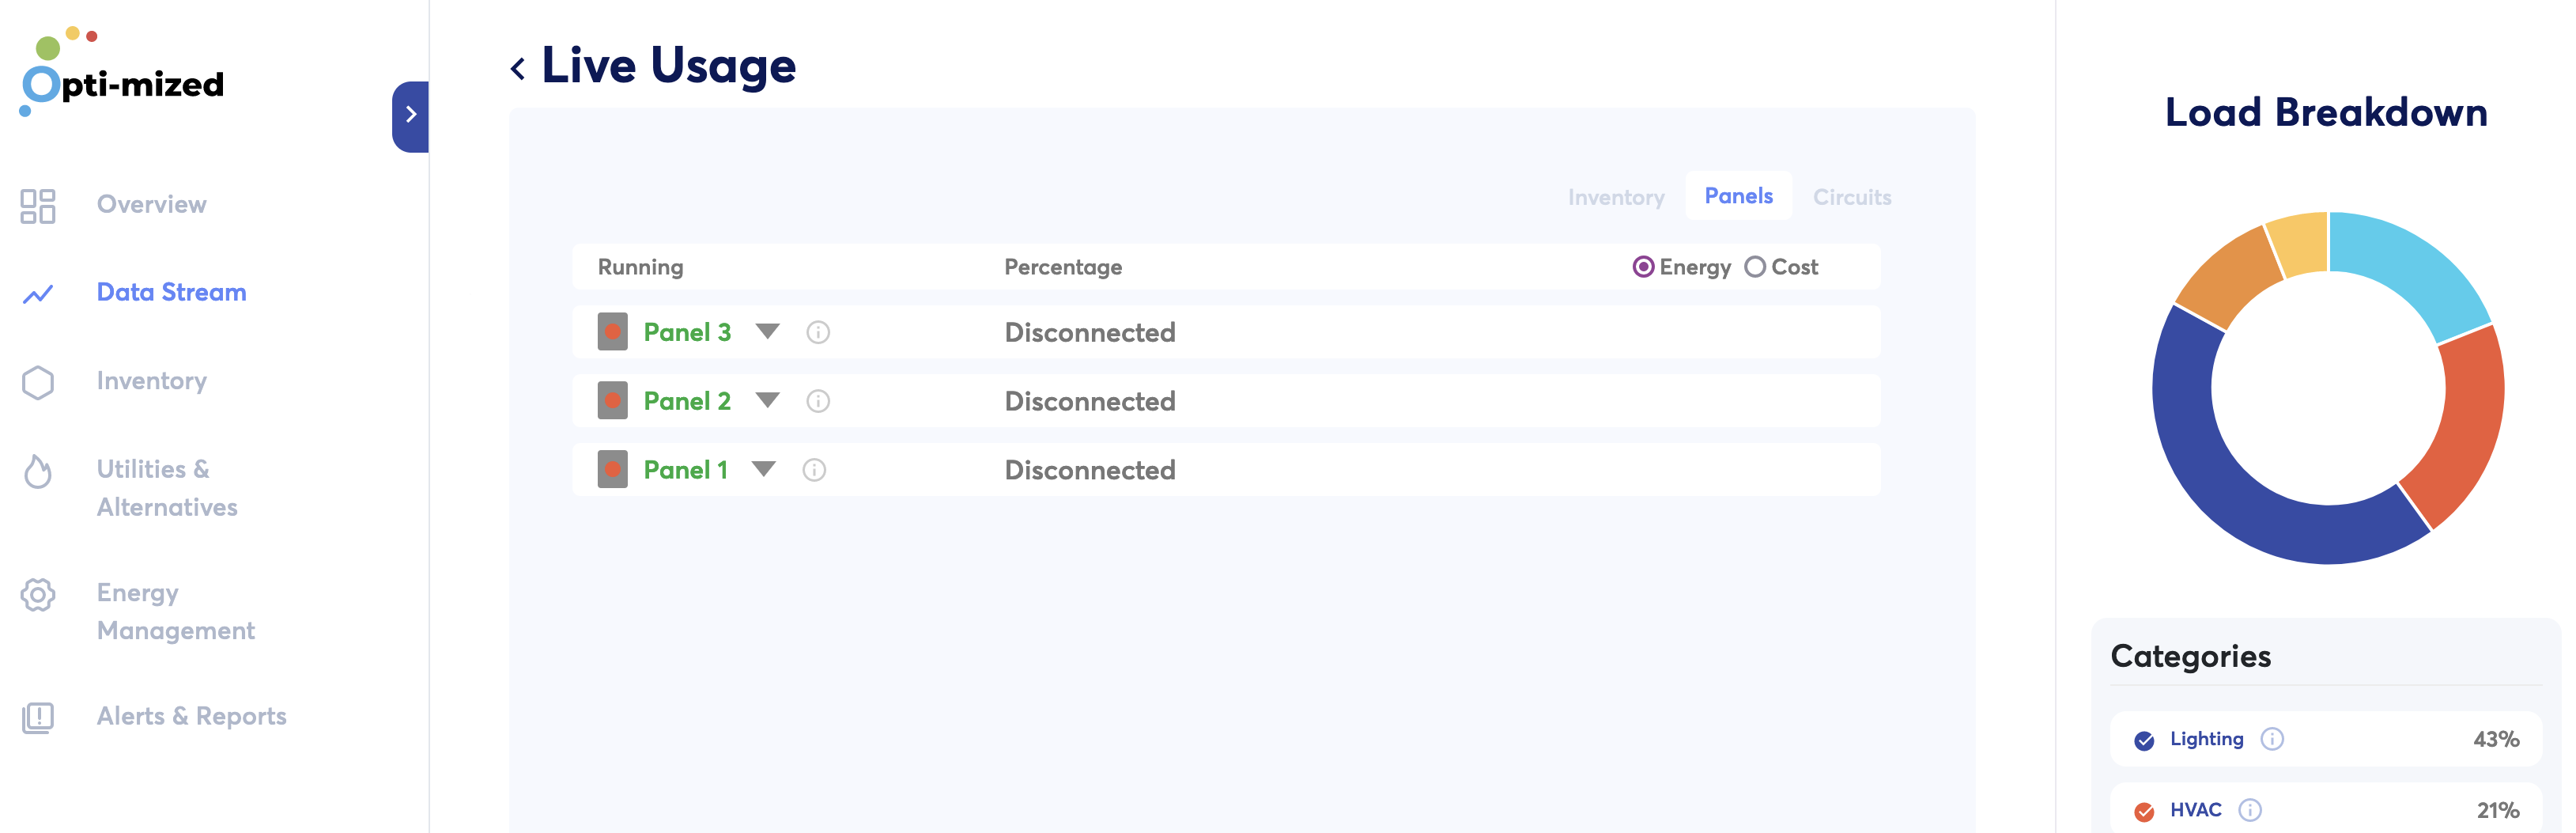 Opti-mized
Overview
Data Stream
Inventory
Utilities &
Alternatives
Energy
Management
Alerts & Reports
Live Usage
Inventory Panels Circuits
Running Percentage Energy Cost
Panel 3 Disconnected
Panel 2 Disconnected
Panel 1 Disconnected
Load Breakdown
Categories
Lighting 43%
HVAC 21%